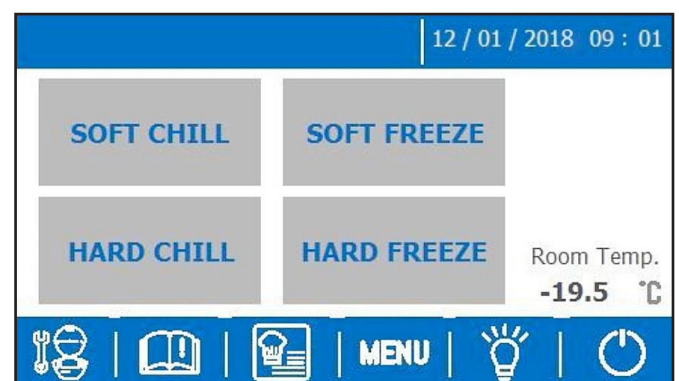 12 / 01 / 2018 09 : 01
SOFT CHILL
SOFT FREEZE
HARD CHILL
HARD FREEZE
Room Temp.
-19.5 °C
MENU